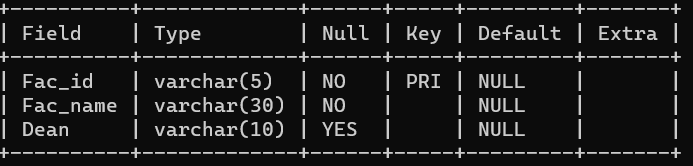 +----------+-------------+------+-----+---------+-------+
| Field    | Type        | Null | Key | Default | Extra |
+----------+-------------+------+-----+---------+-------+
| Fac_id   | varchar(5)  | NO   | PRI | NULL    |       |
| Fac_name | varchar(30) | NO   |     | NULL    |       |
| Dean     | varchar(10) | YES  |     | NULL    |       |
+----------+-------------+------+-----+---------+-------+